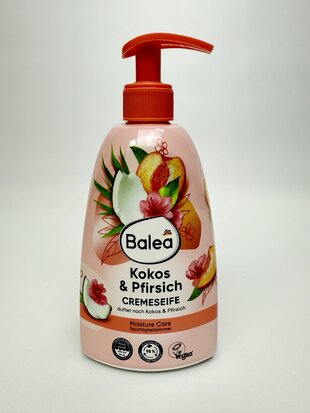 Balea
Kokos
& Pfirsich
CREMESEIFE
duftet nach Kokos & Pfirsich
Moisture Care
Feuchtigkeitsformel
Vegan